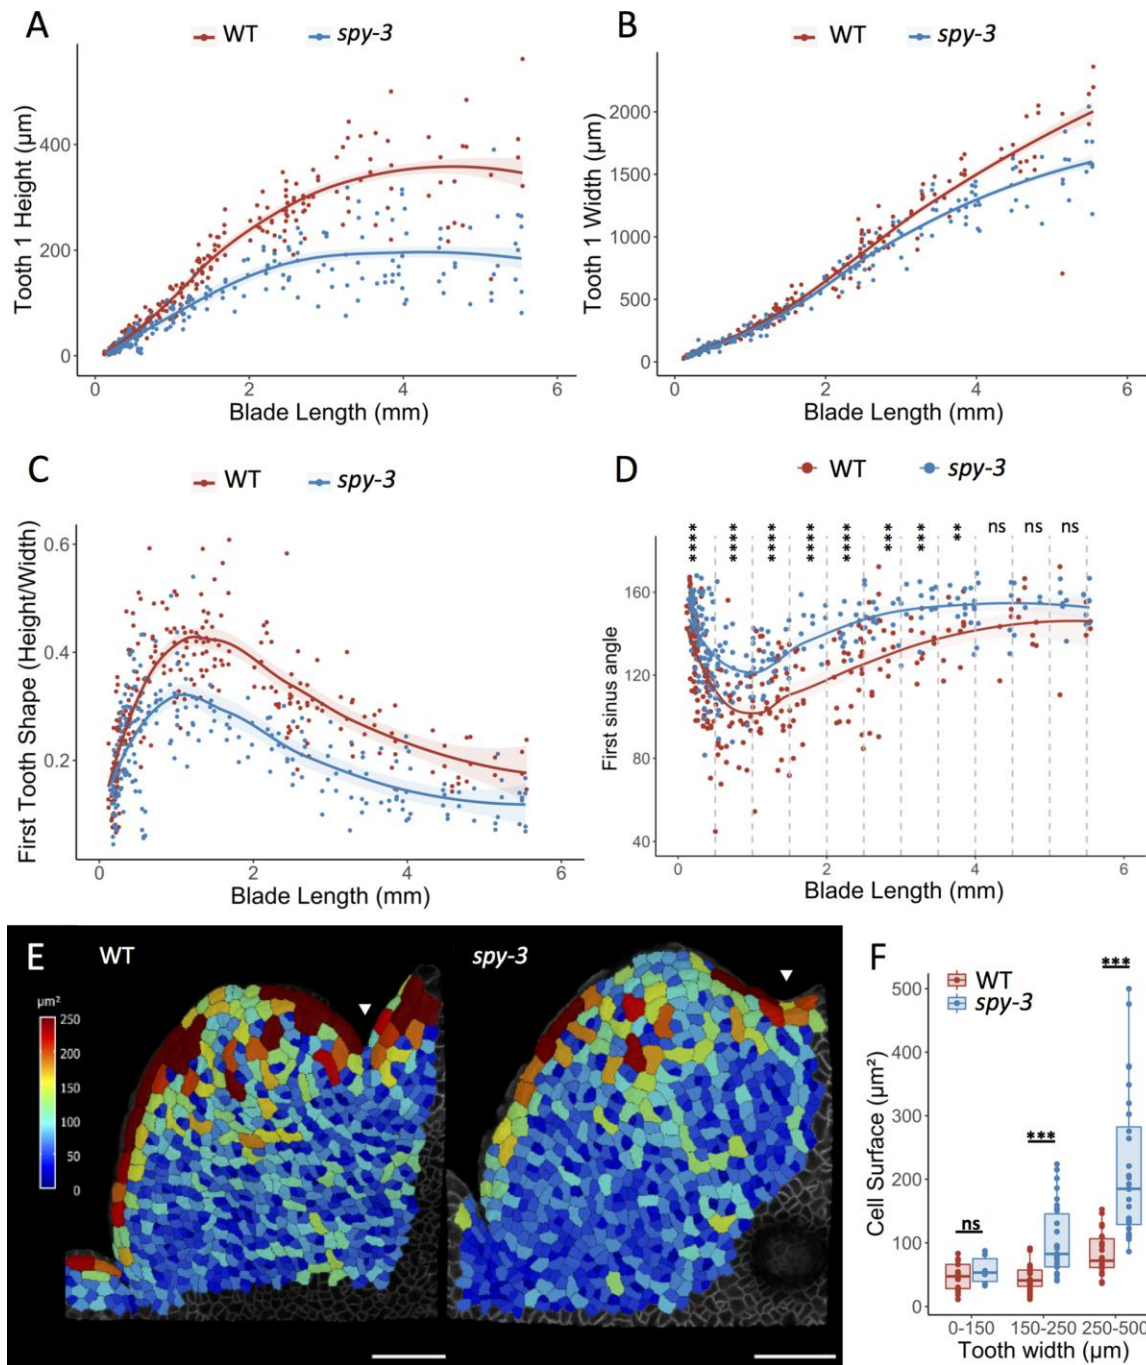 A
WT
spy-3
Tooth 1 Height (µm)
400
200
0
0
2
4
6
Blade Length (mm)
B
WT
spy-3
Tooth 1 Width (µm)
2000
1500
1000
500
0
0
2
4
6
Blade Length (mm)
C
WT
spy-3
First Tooth Shape (Height/Width)
0.6
0.4
0.2
0
2
4
6
Blade Length (mm)
D
WT
spy-3
**** **** **** **** **** *** *** ** ns ns ns
First sinus angle
160
120
80
40
0
2
4
6
Blade Length (mm)
E
WT
spy-3
µm²
250
200
150
100
50
0
F
WT
spy-3
ns
***
***
Cell Surface (µm²)
500
400
300
200
100
0
0-150
150-250
250-500
Tooth width (µm)